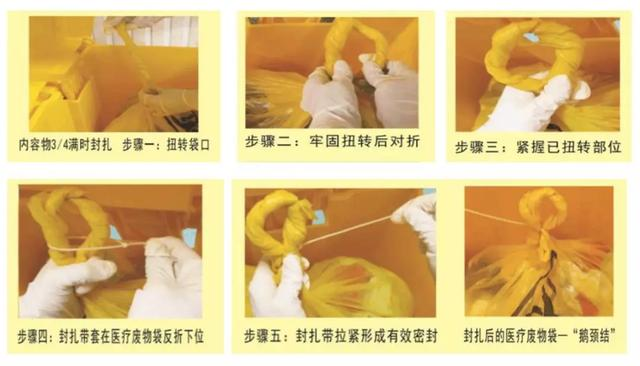 内容物3/4满时封扎 步骤一：扭转袋口
步骤二：牢固扭转后对折
步骤三：紧握已扭转部位
步骤四：封扎带套在医疗废物袋反折下位
步骤五：封扎带拉紧形成有效密封
封扎后的医疗废物袋一“鹅颈结”